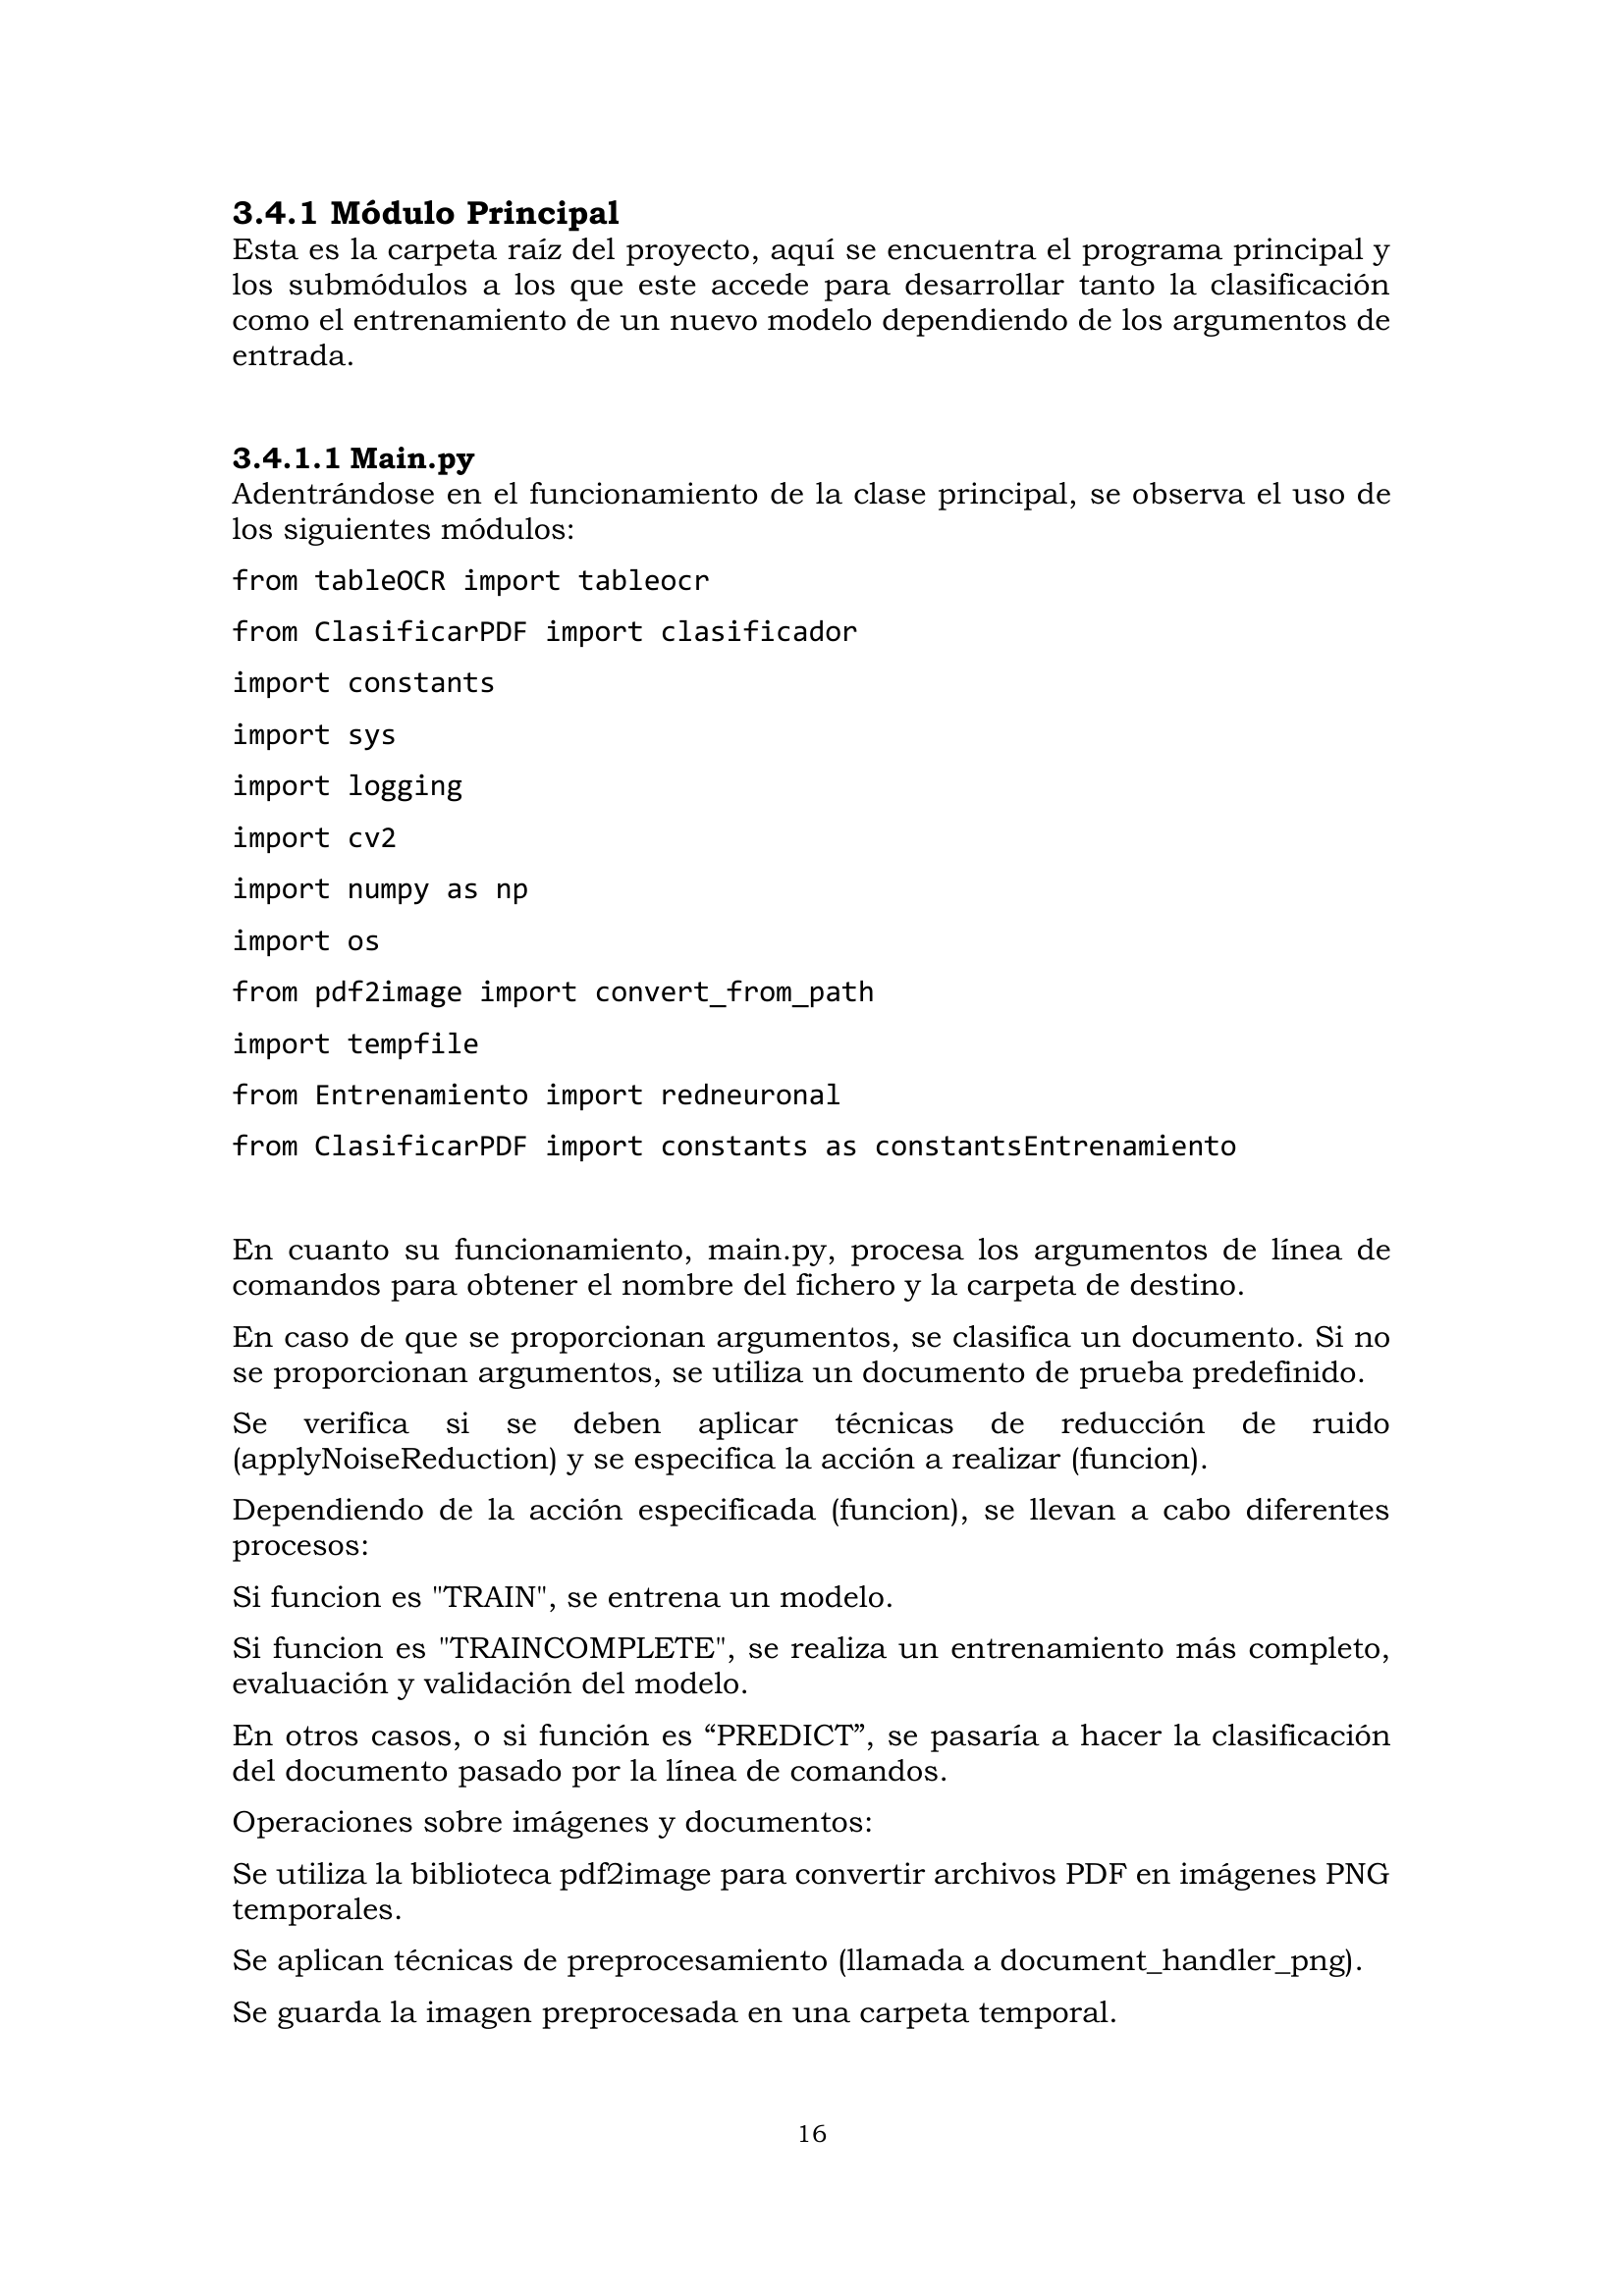 3.4.1 Módulo Principal
Esta es la carpeta raíz del proyecto, aquí se encuentra el programa principal y
los submódulos a los que este accede para desarrollar tanto la clasificación
como el entrenamiento de un nuevo modelo dependiendo de los argumentos de
entrada.
3.4.1.1 Main.py
Adentrándose en el funcionamiento de la clase principal, se observa el uso de
los siguientes módulos:
from tableOCR import tableocr
from ClasificarPDF import clasificador
import constants
import sys
import logging
import cv2
import numpy as np
import os
from pdf2image import convert_from_path
import tempfile
from Entrenamiento import redneuronal
from ClasificarPDF import constants as constantsEntrenamiento
En cuanto su funcionamiento, main.py, procesa los argumentos de línea de
comandos para obtener el nombre del fichero y la carpeta de destino.
En caso de que se proporcionan argumentos, se clasifica un documento. Si no
se proporcionan argumentos, se utiliza un documento de prueba predefinido.
Se verifica si se deben aplicar técnicas de reducción de ruido
(applyNoiseReduction) y se especifica la acción a realizar (funcion).
Dependiendo de la acción especificada (funcion), se llevan a cabo diferentes
procesos:
Si funcion es "TRAIN", se entrena un modelo.
Si funcion es "TRAINCOMPLETE", se realiza un entrenamiento más completo,
evaluación y validación del modelo.
En otros casos, o si función es “PREDICT”, se pasaría a hacer la clasificación
del documento pasado por la línea de comandos.
Operaciones sobre imágenes y documentos:
Se utiliza la biblioteca pdf2image para convertir archivos PDF en imágenes PNG
temporales.
Se aplican técnicas de preprocesamiento (llamada a document_handler_png).
Se guarda la imagen preprocesada en una carpeta temporal.
16